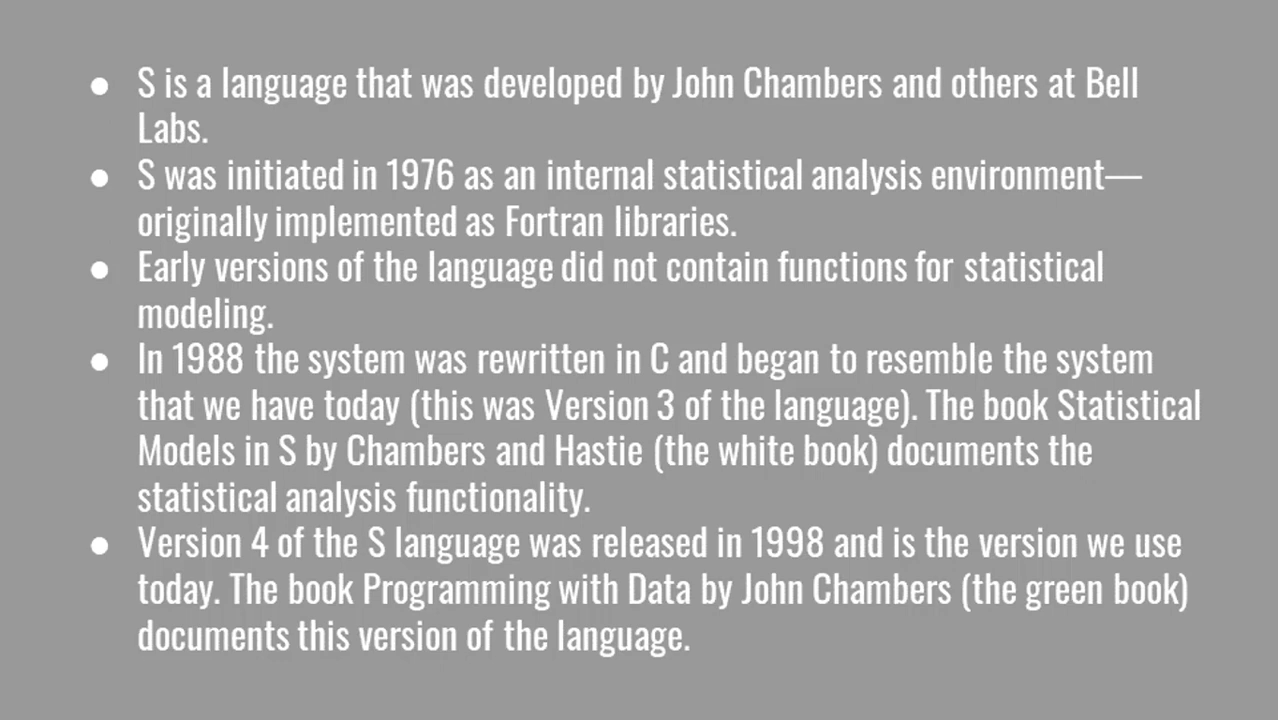 ● S is a language that was developed by John Chambers and others at Bell
Labs.
● S was initiated in 1976 as an internal statistical analysis environment—
originally implemented as Fortran libraries.
● Early versions of the language did not contain functions for statistical
modeling.
● In 1988 the system was rewritten in C and began to resemble the system
that we have today (this was Version 3 of the language). The book Statistical
Models in S by Chambers and Hastie (the white book) documents the
statistical analysis functionality.
● Version 4 of the S language was released in 1998 and is the version we use
today. The book Programming with Data by John Chambers (the green book)
documents this version of the language.